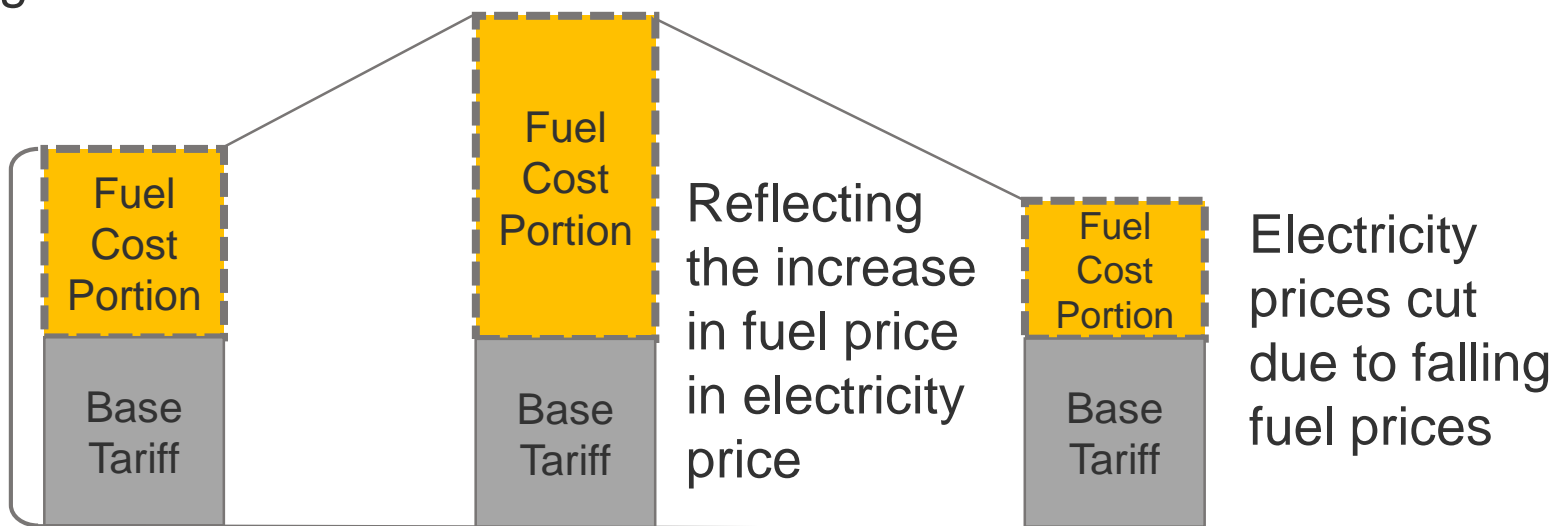 Fuel
Cost
Portion
Base
Tariff
Fuel
Cost
Portion
Base
Tariff
Reflecting
the increase
in fuel price
in electricity
price
Fuel
Cost
Portion
Base
Tariff
Electricity
prices cut
due to falling
fuel prices